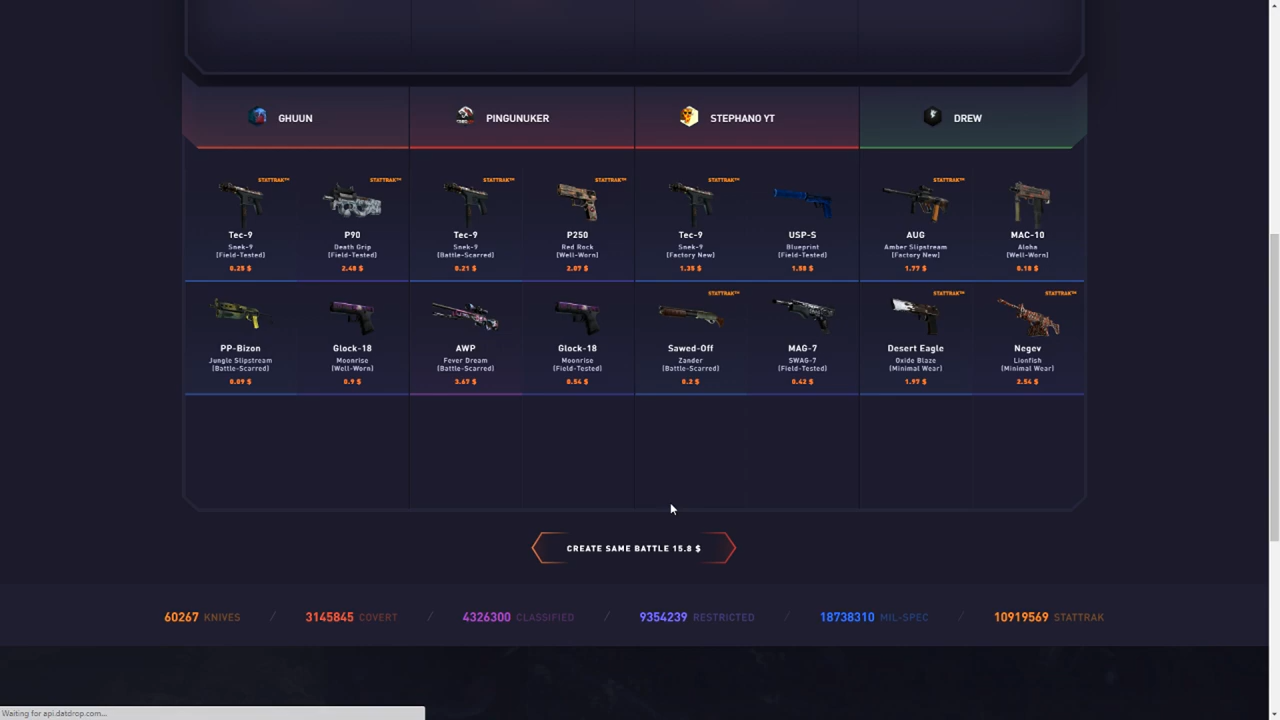 GHUUN
PINGUNUKER
STEPHANO YT
DREW
STATTRAK™
STATTRAK™
STATTRAK™
STATTRAK™
STATTRAK™
STATTRAK™
Tec-9
P90
Tec-9
P250
Tec-9
USP-S
AUG
MAC-10
Snek-9
Death Grip
Snek-9
Red Rock
Snek-9
Blueprint
Amber Slipstream
Aloha
(Field-Tested)
(Field-Tested)
(Battle-Scarred)
(Well-Worn)
(Factory New)
(Field-Tested)
(Factory New)
(Well-Worn)
0.25 $
2.48 $
0.21 $
2.07 $
1.35 $
1.58 $
1.77 $
0.18 $
STATTRAK™
STATTRAK™
STATTRAK™
PP-Bizon
Glock-18
AWP
Glock-18
Sawed-Off
MAG-7
Desert Eagle
Negev
Jungle Slipstream
Moonrise
Fever Dream
Moonrise
Zander
SWAG-7
Oxide Blaze
Lionfish
(Battle-Scarred)
(Well-Worn)
(Battle-Scarred)
(Field-Tested)
(Battle-Scarred)
(Field-Tested)
(Minimal Wear)
(Minimal Wear)
0.09 $
0.9 $
3.67 $
0.54 $
0.2 $
0.42 $
1.97 $
2.54 $
CREATE SAME BATTLE 15.8 $
60267 KNIVES / 3145845 COVERT / 4326300 CLASSIFIED / 9354239 RESTRICTED / 18738310 MIL-SPEC / 10919569 STATTRAK
Waiting for api.datdrop.com...